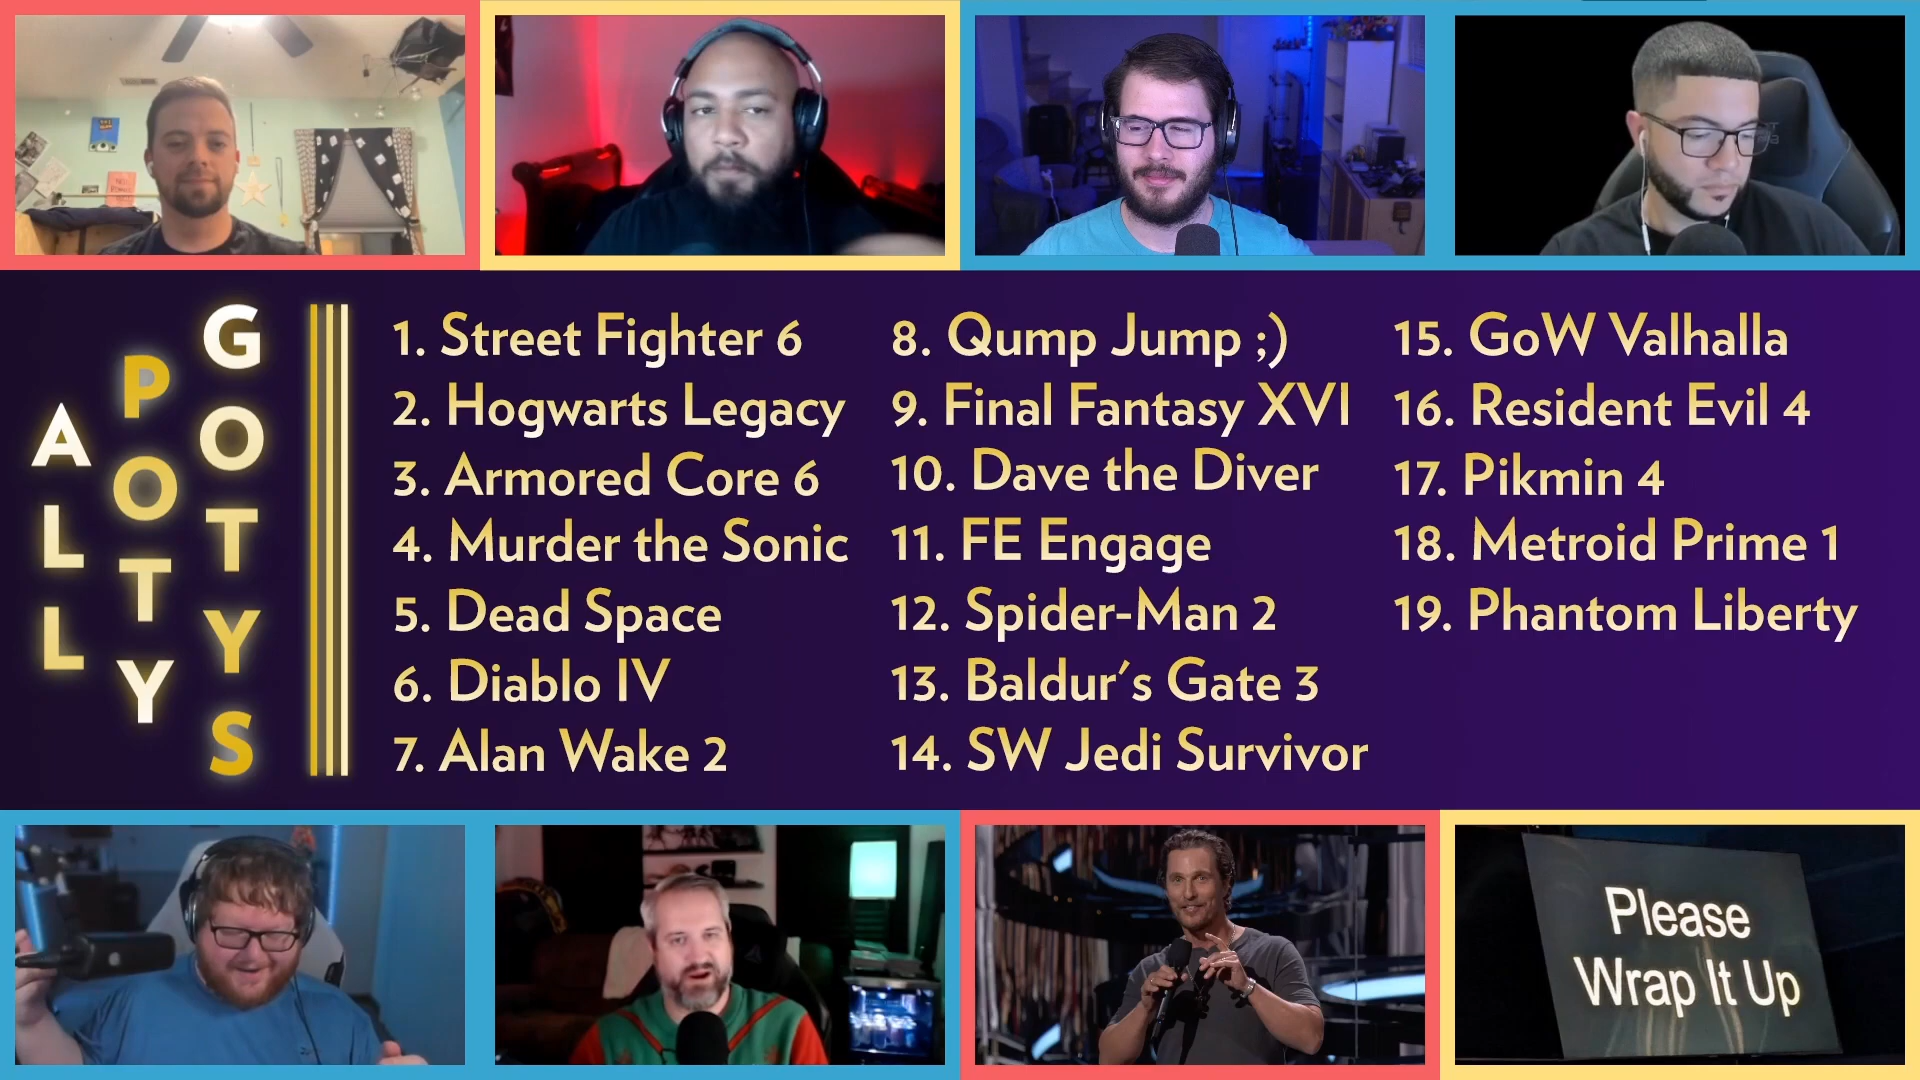 ALL
POTY
GOTYS
1. Street Fighter 6
2. Hogwarts Legacy
3. Armored Core 6
4. Murder the Sonic
5. Dead Space
6. Diablo IV
7. Alan Wake 2
8. Qump Jump ;)
9. Final Fantasy XVI
10. Dave the Diver
11. FE Engage
12. Spider-Man 2
13. Baldur's Gate 3
14. SW Jedi Survivor
15. GoW Valhalla
16. Resident Evil 4
17. Pikmin 4
18. Metroid Prime 1
19. Phantom Liberty
Please
Wrap It Up